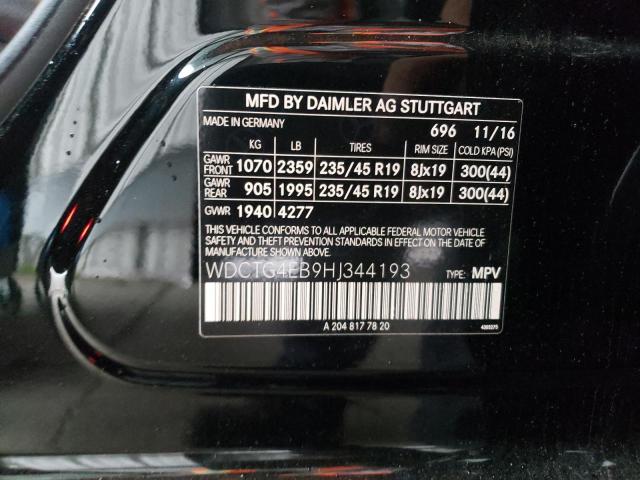 MFD BY DAIMLER AG STUTTGART
MADE IN GERMANY 696 11/16
KG LB TIRES RIM SIZE COLD KPA (PSI)
GAWR FRONT 1070 2359 235/45 R19 8Jx19 300(44)
GAWR REAR 905 1995 235/45 R19 8Jx19 300(44)
GVWR 1940 4277
THIS VEHICLE CONFORMS TO ALL APPLICABLE FEDERAL MOTOR VEHICLE
SAFETY AND THEFT PREVENTION STANDARDS IN EFFECT ON THE DATE OF
MANUFACTURE SHOWN ABOVE.
WDCTG4EB9HJ344193 TYPE: MPV
A 204 817 78 20